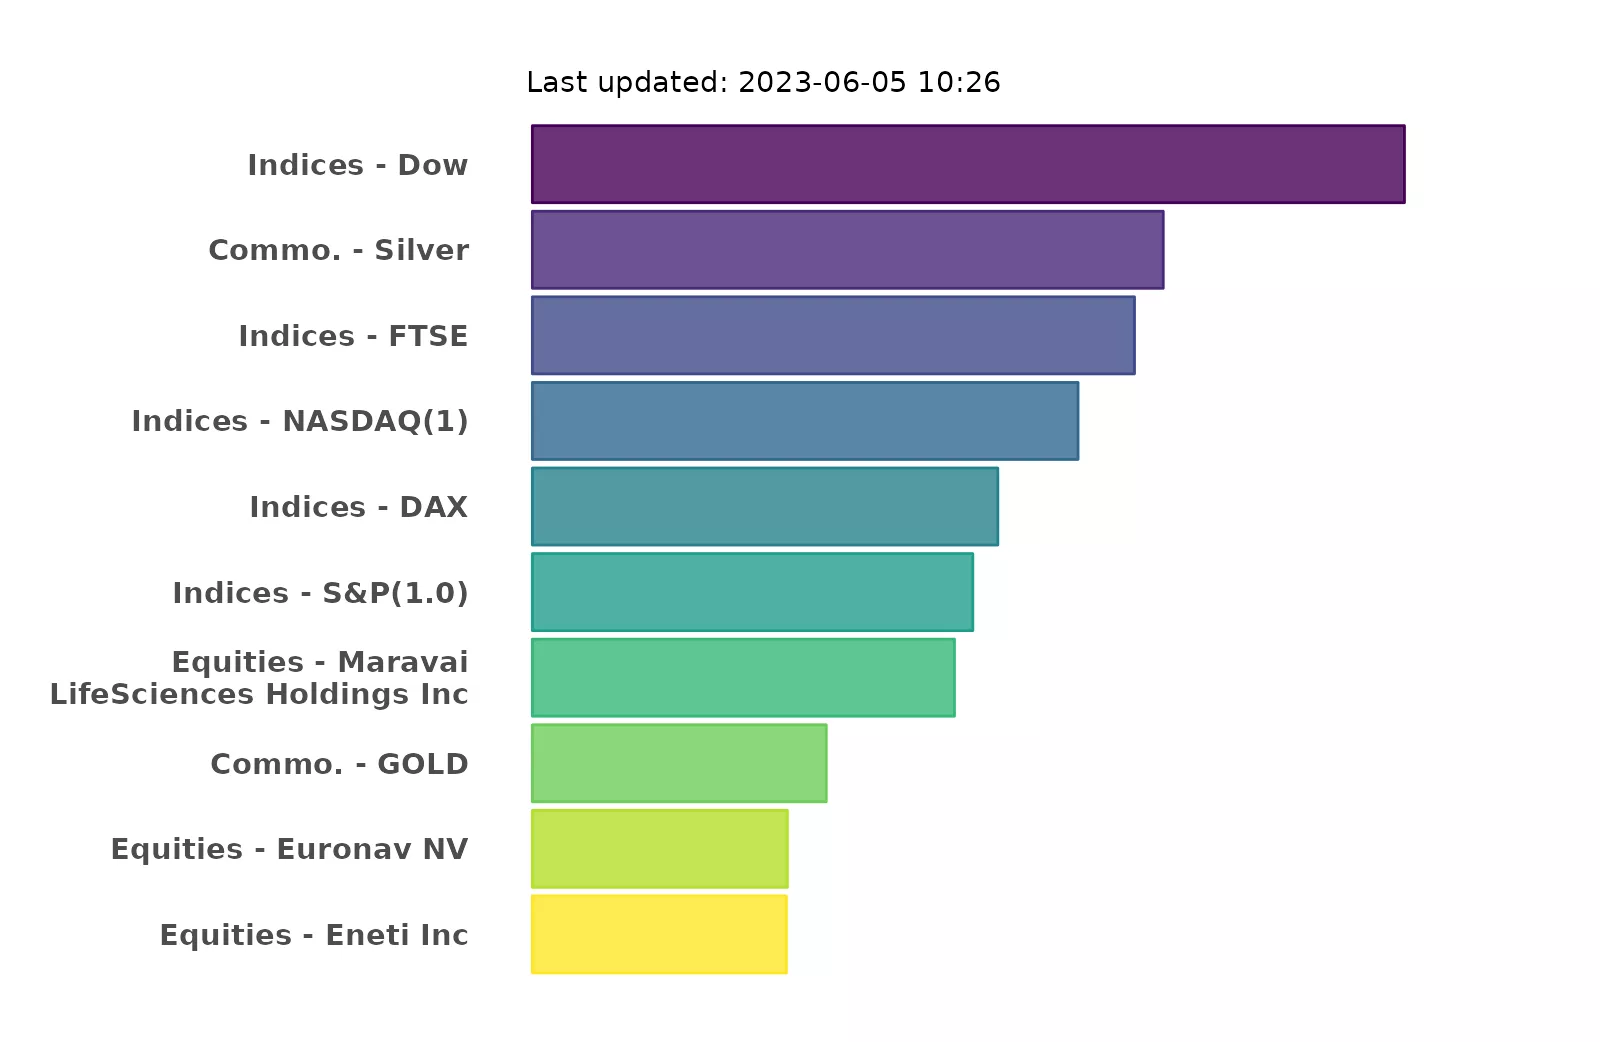 Last updated: 2023-06-05 10:26
Indices - Dow
Commo. - Silver
Indices - FTSE
Indices - NASDAQ(1)
Indices - DAX
Indices - S&P(1.0)
Equities - Maravai
LifeSciences Holdings Inc
Commo. - GOLD
Equities - Euronav NV
Equities - Eneti Inc